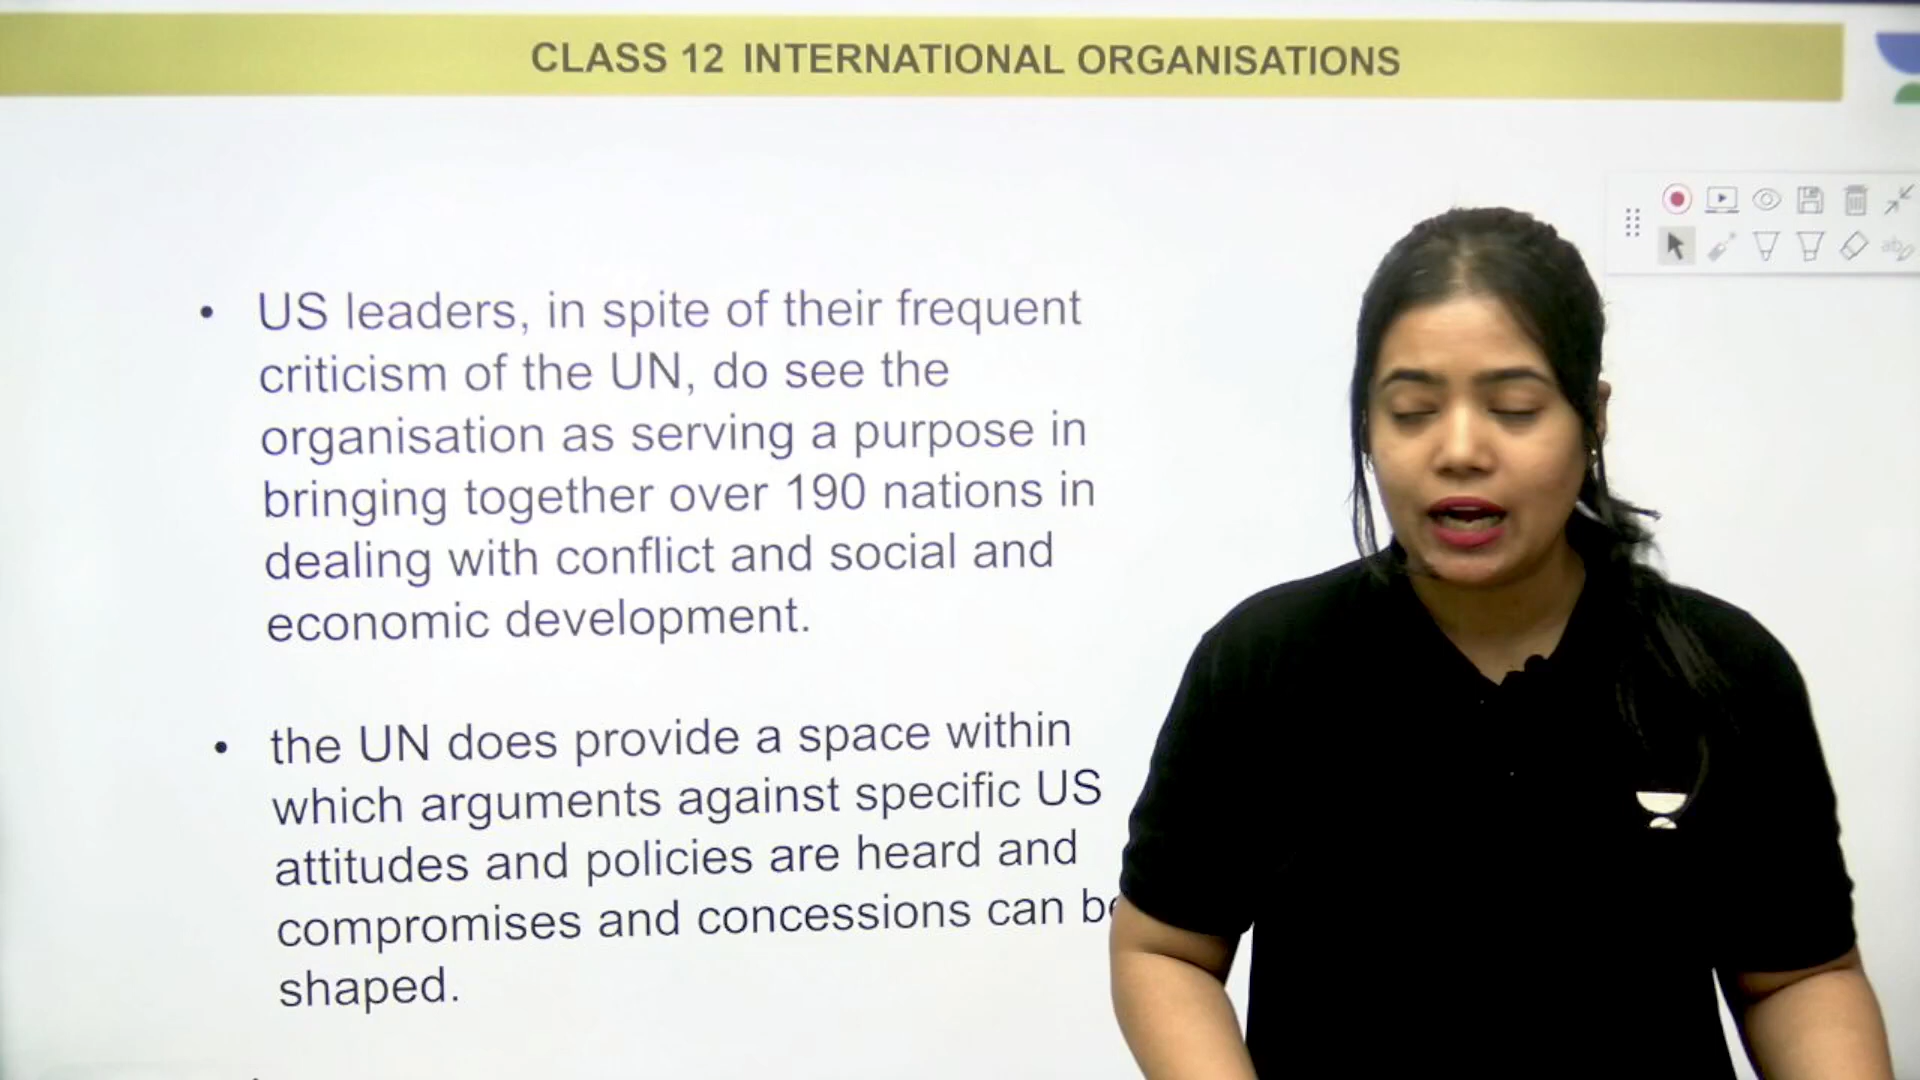 CLASS 12 INTERNATIONAL ORGANISATIONS
• US leaders, in spite of their frequent
criticism of the UN, do see the
organisation as serving a purpose in
bringing together over 190 nations in
dealing with conflict and social and
economic development.
• the UN does provide a space within
which arguments against specific US
attitudes and policies are heard and
compromises and concessions can
shaped.